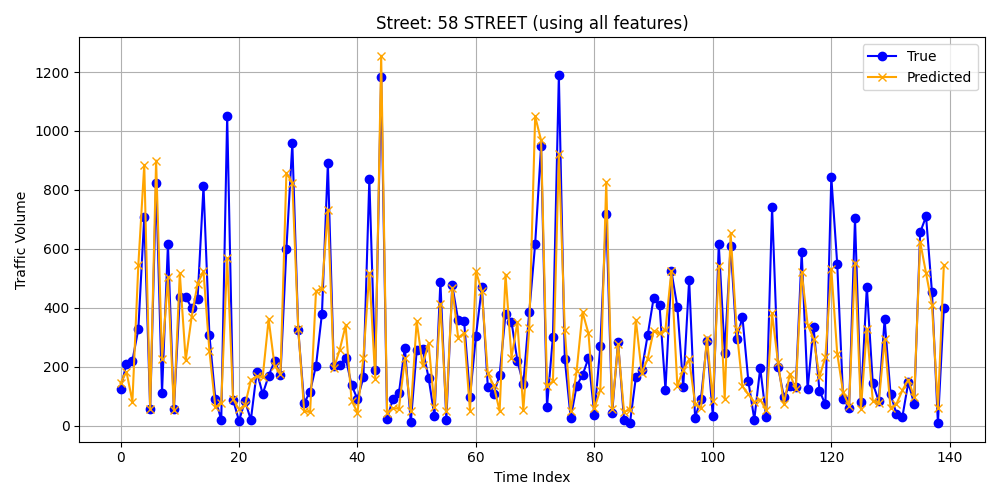 Street: 58 STREET (using all features)
True
Predicted
Traffic Volume
1200
1000
800
600
400
200
0
0 20 40 60 80 100 120 140
Time Index